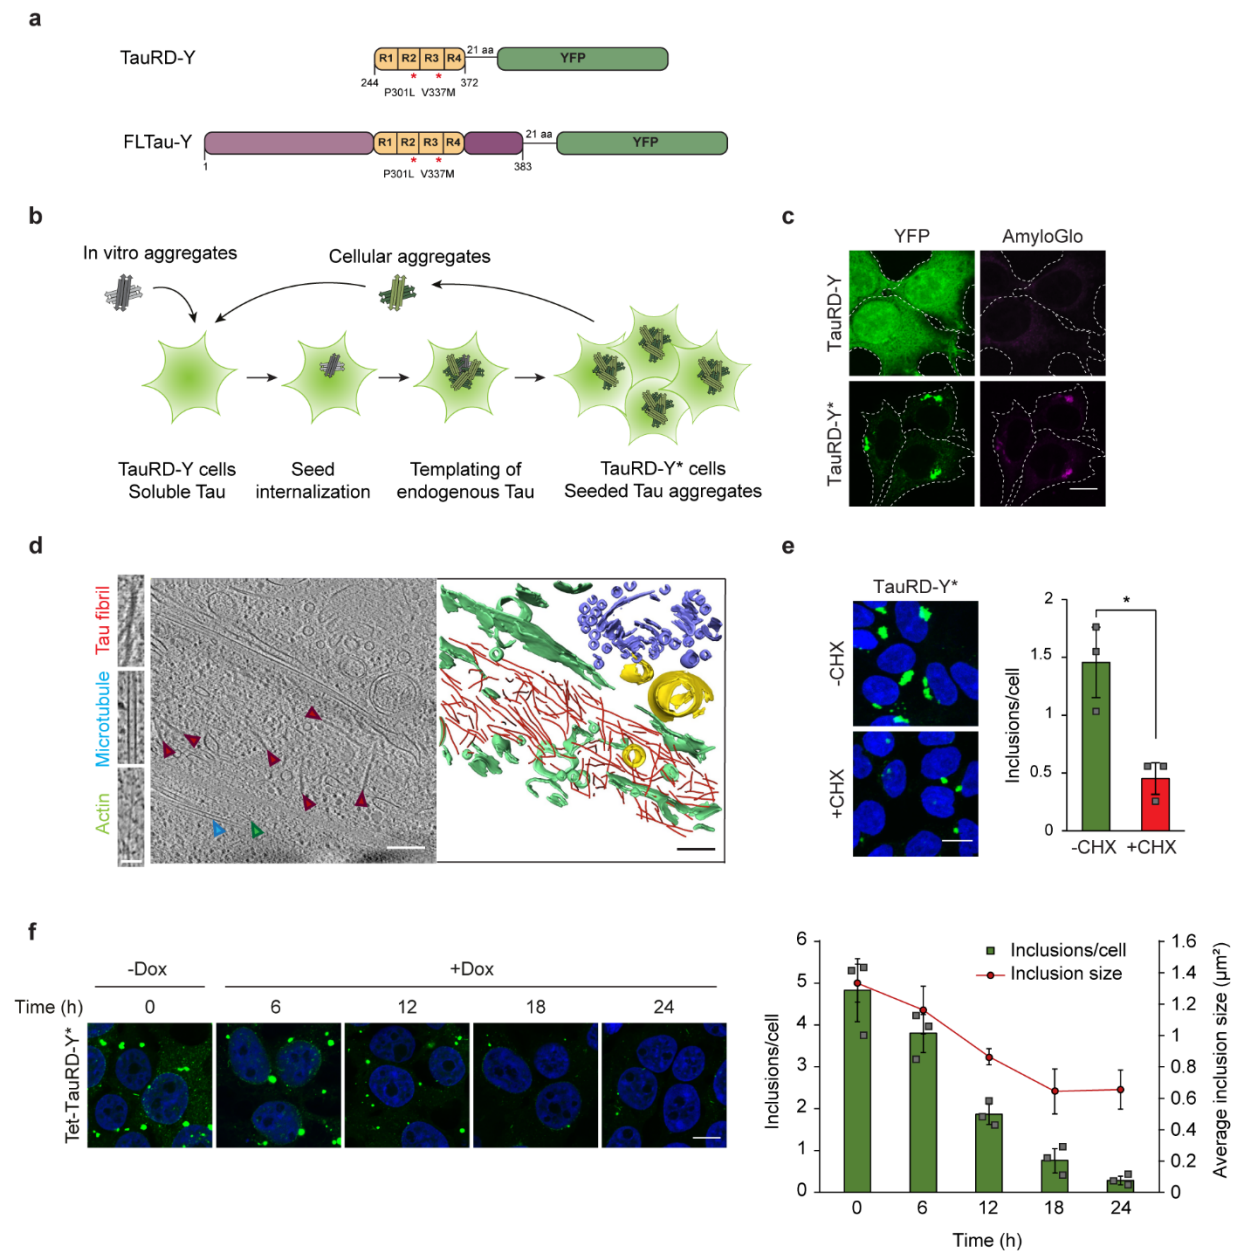 a
TauRD-Y
R1 R2 R3 R4
21 aa
YFP
244
* *
372
P301L V337M
FLTau-Y
R1 R2 R3 R4
21 aa
YFP
1
* *
383
P301L V337M
b
In vitro aggregates
Cellular aggregates
TauRD-Y cells
Soluble Tau
Seed
internalization
Templating of
endogenous Tau
TauRD-Y* cells
Seeded Tau aggregates
c
YFP
AmyloGlo
TauRD-Y
TauRD-Y*
d
Tau fibril
Microtubule
Actin
e
TauRD-Y*
-CHX
+CHX
Inclusions/cell
2
1.5
1
0.5
0
*
-CHX +CHX
f
-Dox
+Dox
Time (h)
0 6 12 18 24
Tet-TauRD-Y*
Inclusions/cell
6
5
4
3
2
1
0
Inclusions/cell
Inclusion size
1.6
1.4
1.2
1
0.8
0.6
0.4
0.2
0
Average inclusion size (μm²)
0 6 12 18 24
Time (h)